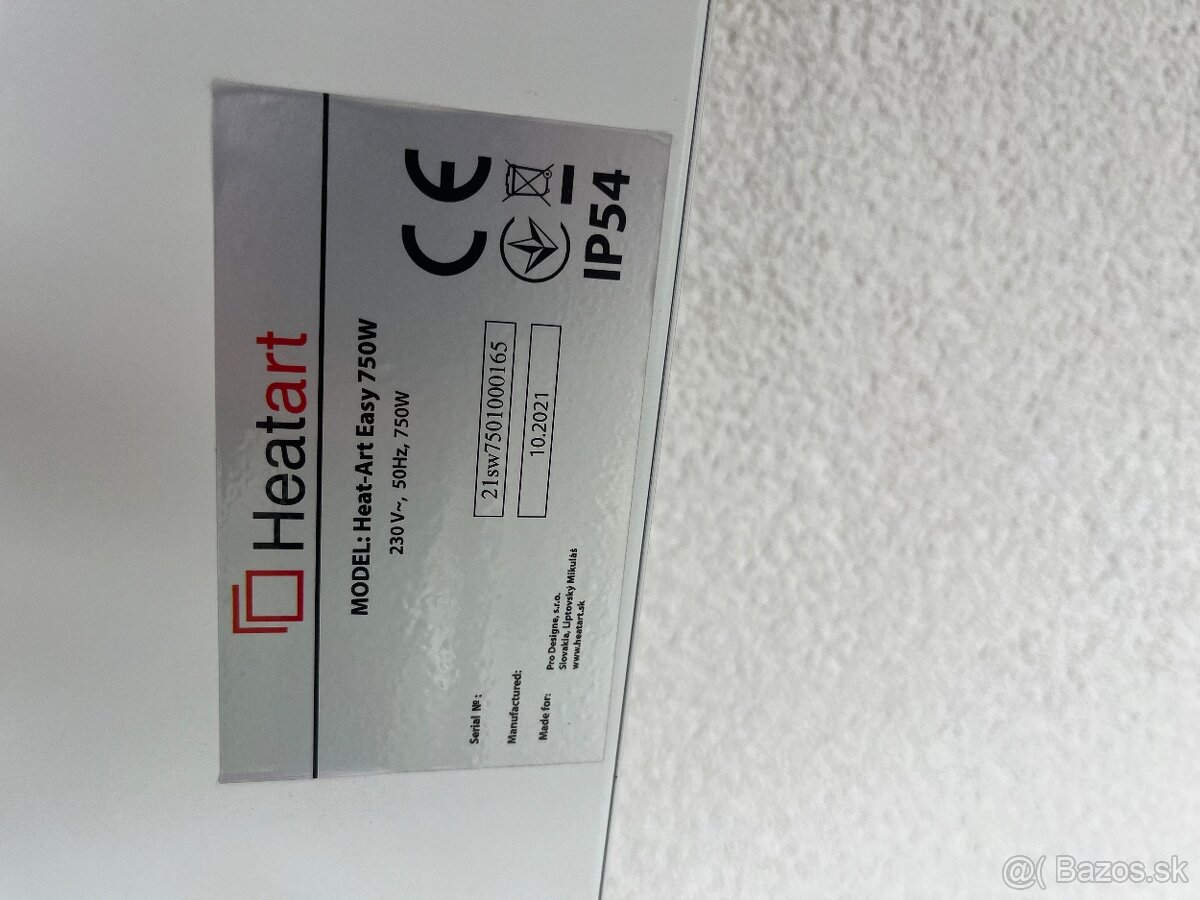 Heatart
MODEL: Heat-Art Easy 750W
230 V~, 50Hz, 750W
CE
Serial №: 21sw7501000165
Manufactured: 10.2021
Made for: Pro Designe, s.r.o.
Slovakia, Liptovský Mikuláš
www.heatart.sk
IP54
@( Bazos.sk